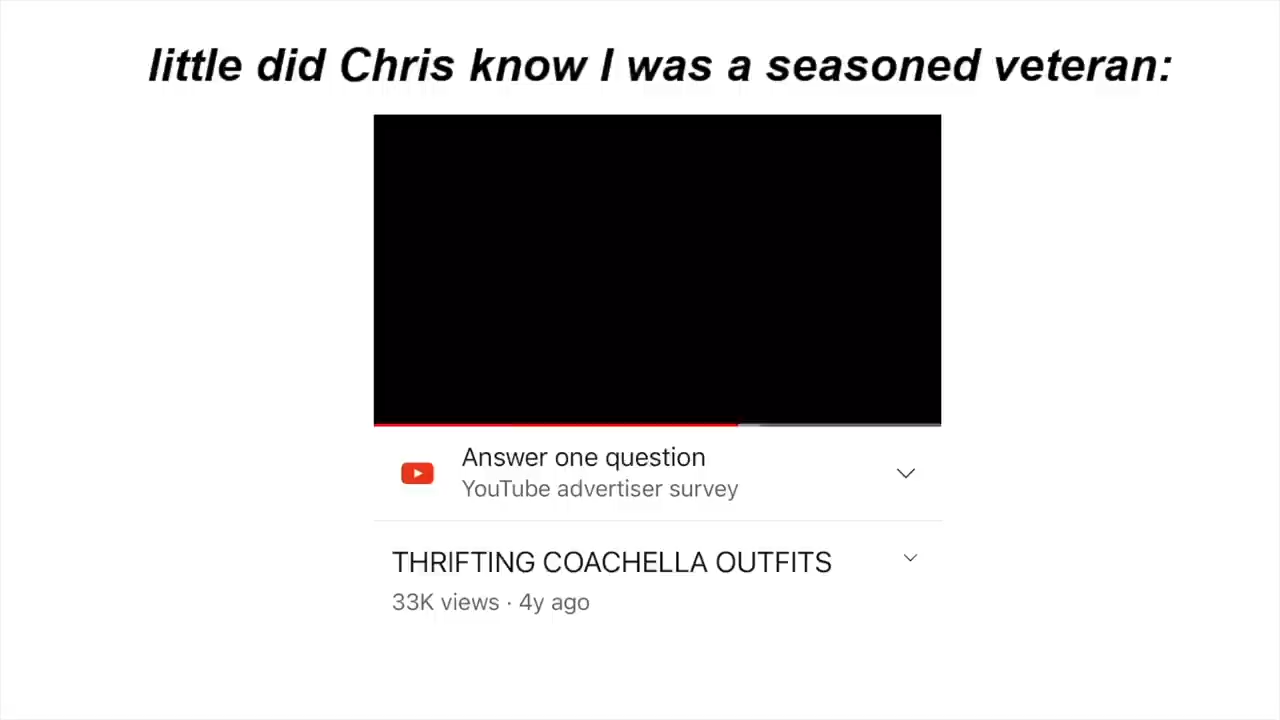 little did Chris know I was a seasoned veteran:
Answer one question
YouTube advertiser survey
THRIFTING COACHELLA OUTFITS
33K views · 4y ago